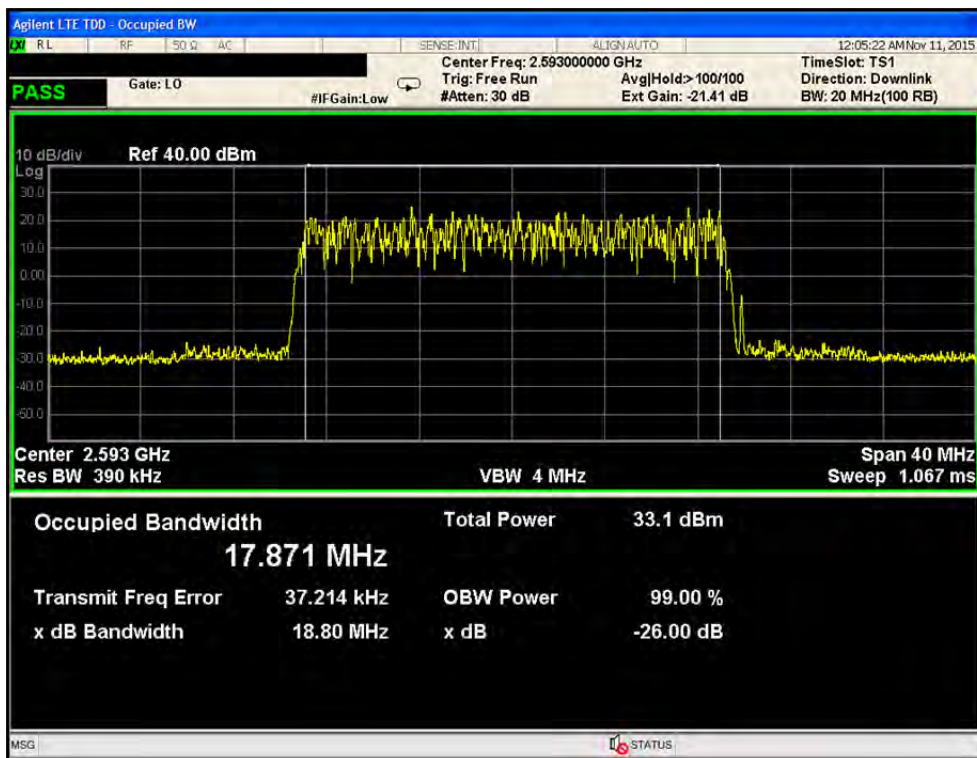 Agilent LTE TDD - Occupied BW
LXI RL RF 50 Ω AC SENSE:INT ALIGN AUTO 12:05:22 AM Nov 11, 2015
Center Freq: 2.593000000 GHz TimeSlot: TS1
PASS Gate: LO Trig: Free Run Avg|Hold:> 100/100 Direction: Downlink
#IFGain:Low #Atten: 30 dB Ext Gain: -21.41 dB BW: 20 MHz(100 RB)
10 dB/div Ref 40.00 dBm
Log
30.0
20.0
10.0
0.00
-10.0
-20.0
-30.0
-40.0
-50.0
Center 2.593 GHz Span 40 MHz
Res BW 390 kHz VBW 4 MHz Sweep 1.067 ms
Occupied Bandwidth Total Power 33.1 dBm
17.871 MHz
Transmit Freq Error 37.214 kHz OBW Power 99.00 %
x dB Bandwidth 18.80 MHz x dB -26.00 dB
MSG STATUS